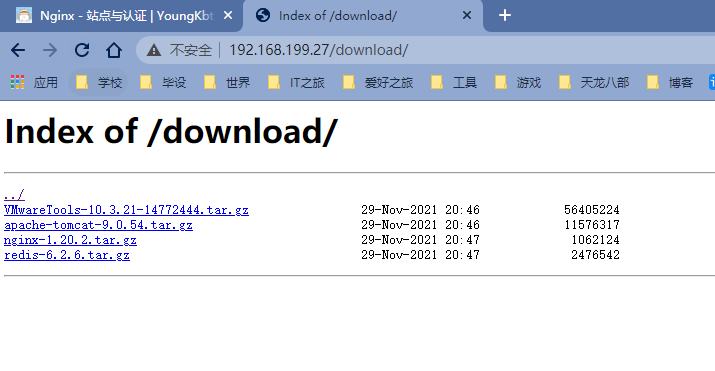 Nginx - 站点与认证 | YoungKbt
Index of /download/
不安全 | 192.168.199.27/download/
应用 学校 毕设 世界 IT之旅 爱好之旅 工具 游戏 天龙八部 博客
Index of /download/
../
VMwareTools-10.3.21-14772444.tar.gz 29-Nov-2021 20:46 56405224
apache-tomcat-9.0.54.tar.gz 29-Nov-2021 20:46 11576317
nginx-1.20.2.tar.gz 29-Nov-2021 20:47 1062124
redis-6.2.6.tar.gz 29-Nov-2021 20:47 2476542